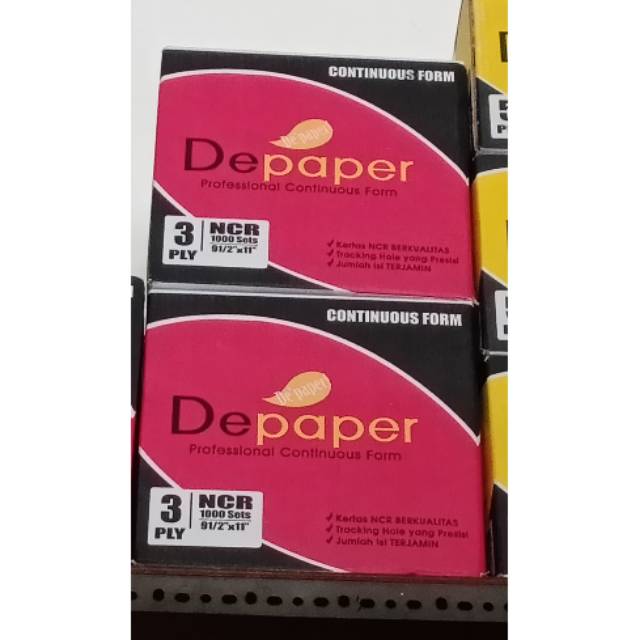 CONTINUOUS FORM
De'paper
Depaper
Professional Continuous Form
3 PLY
NCR
1000 Sets
91/2"x11"
✓ Kertas NCR BERKUALITAS
✓ Tracking Hole yang Presisi
✓ Jumlah Isi TERJAMIN
CONTINUOUS FORM
De'paper
Depaper
Professional Continuous Form
3 PLY
NCR
1000 Sets
91/2"x11"
✓ Kertas NCR BERKUALITAS
✓ Tracking Hole yang Presisi
✓ Jumlah Isi TERJAMIN
5